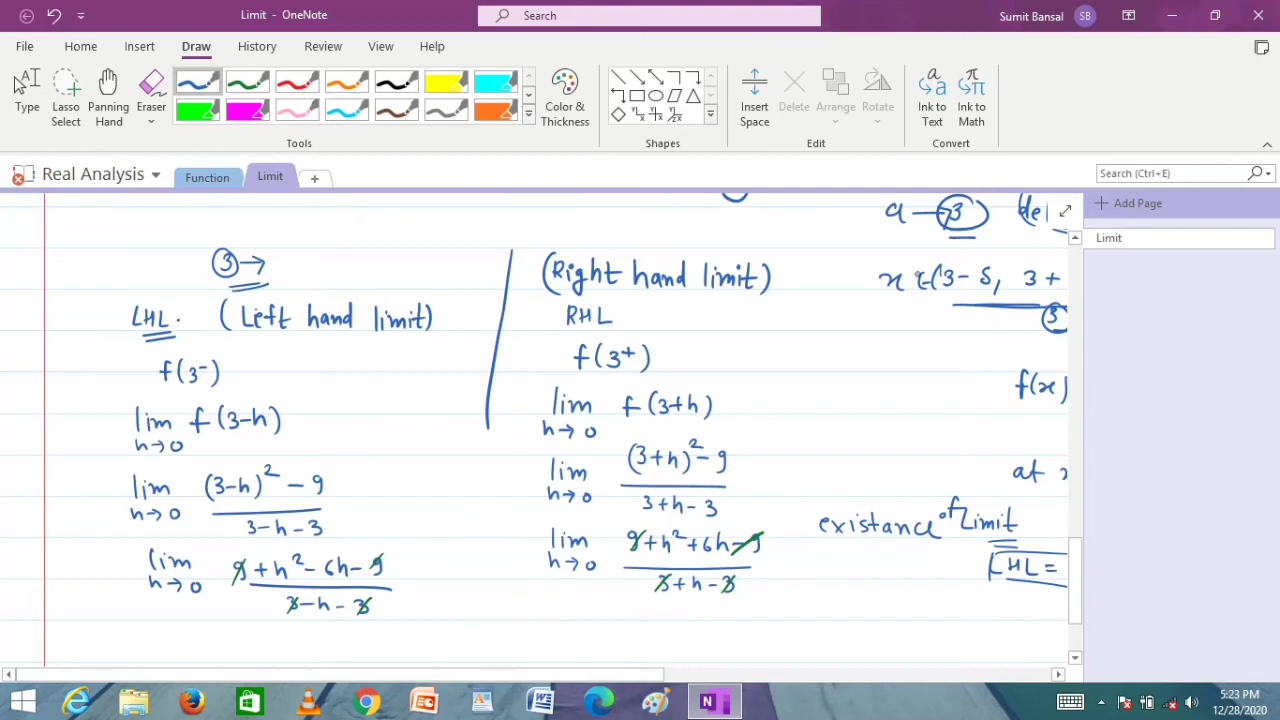 Limit - OneNote
Search
Sumit Bansal SB
File Home Insert Draw History Review View Help
Type
Lasso Select
Panning Hand
Eraser
Color & Thickness
Insert Space
Delete
Arrange
Rotate
Ink to Text
Ink to Math
Tools
Shapes
Edit
Convert
Real Analysis
Function
Limit
Search (Ctrl+E)
Add Page
Limit
③ →
LHL. (Left hand limit)
f(3⁻)
lim h→0 f(3-h)
lim h→0 (3-h)² - 9 / 3-h-3
lim h→0 9+h²-6h-9 / 3-h-3
(Right hand limit)
RHL
f(3⁺)
lim h→0 f(3+h)
lim h→0 (3+h)² - 9 / 3+h-3
lim h→0 9+h²+6h-9 / 3+h-3
a → 3
x ∈ (3-δ, 3+
3
f(x)
at x
existance of Limit
LHL =
5:23 PM
12/28/2020